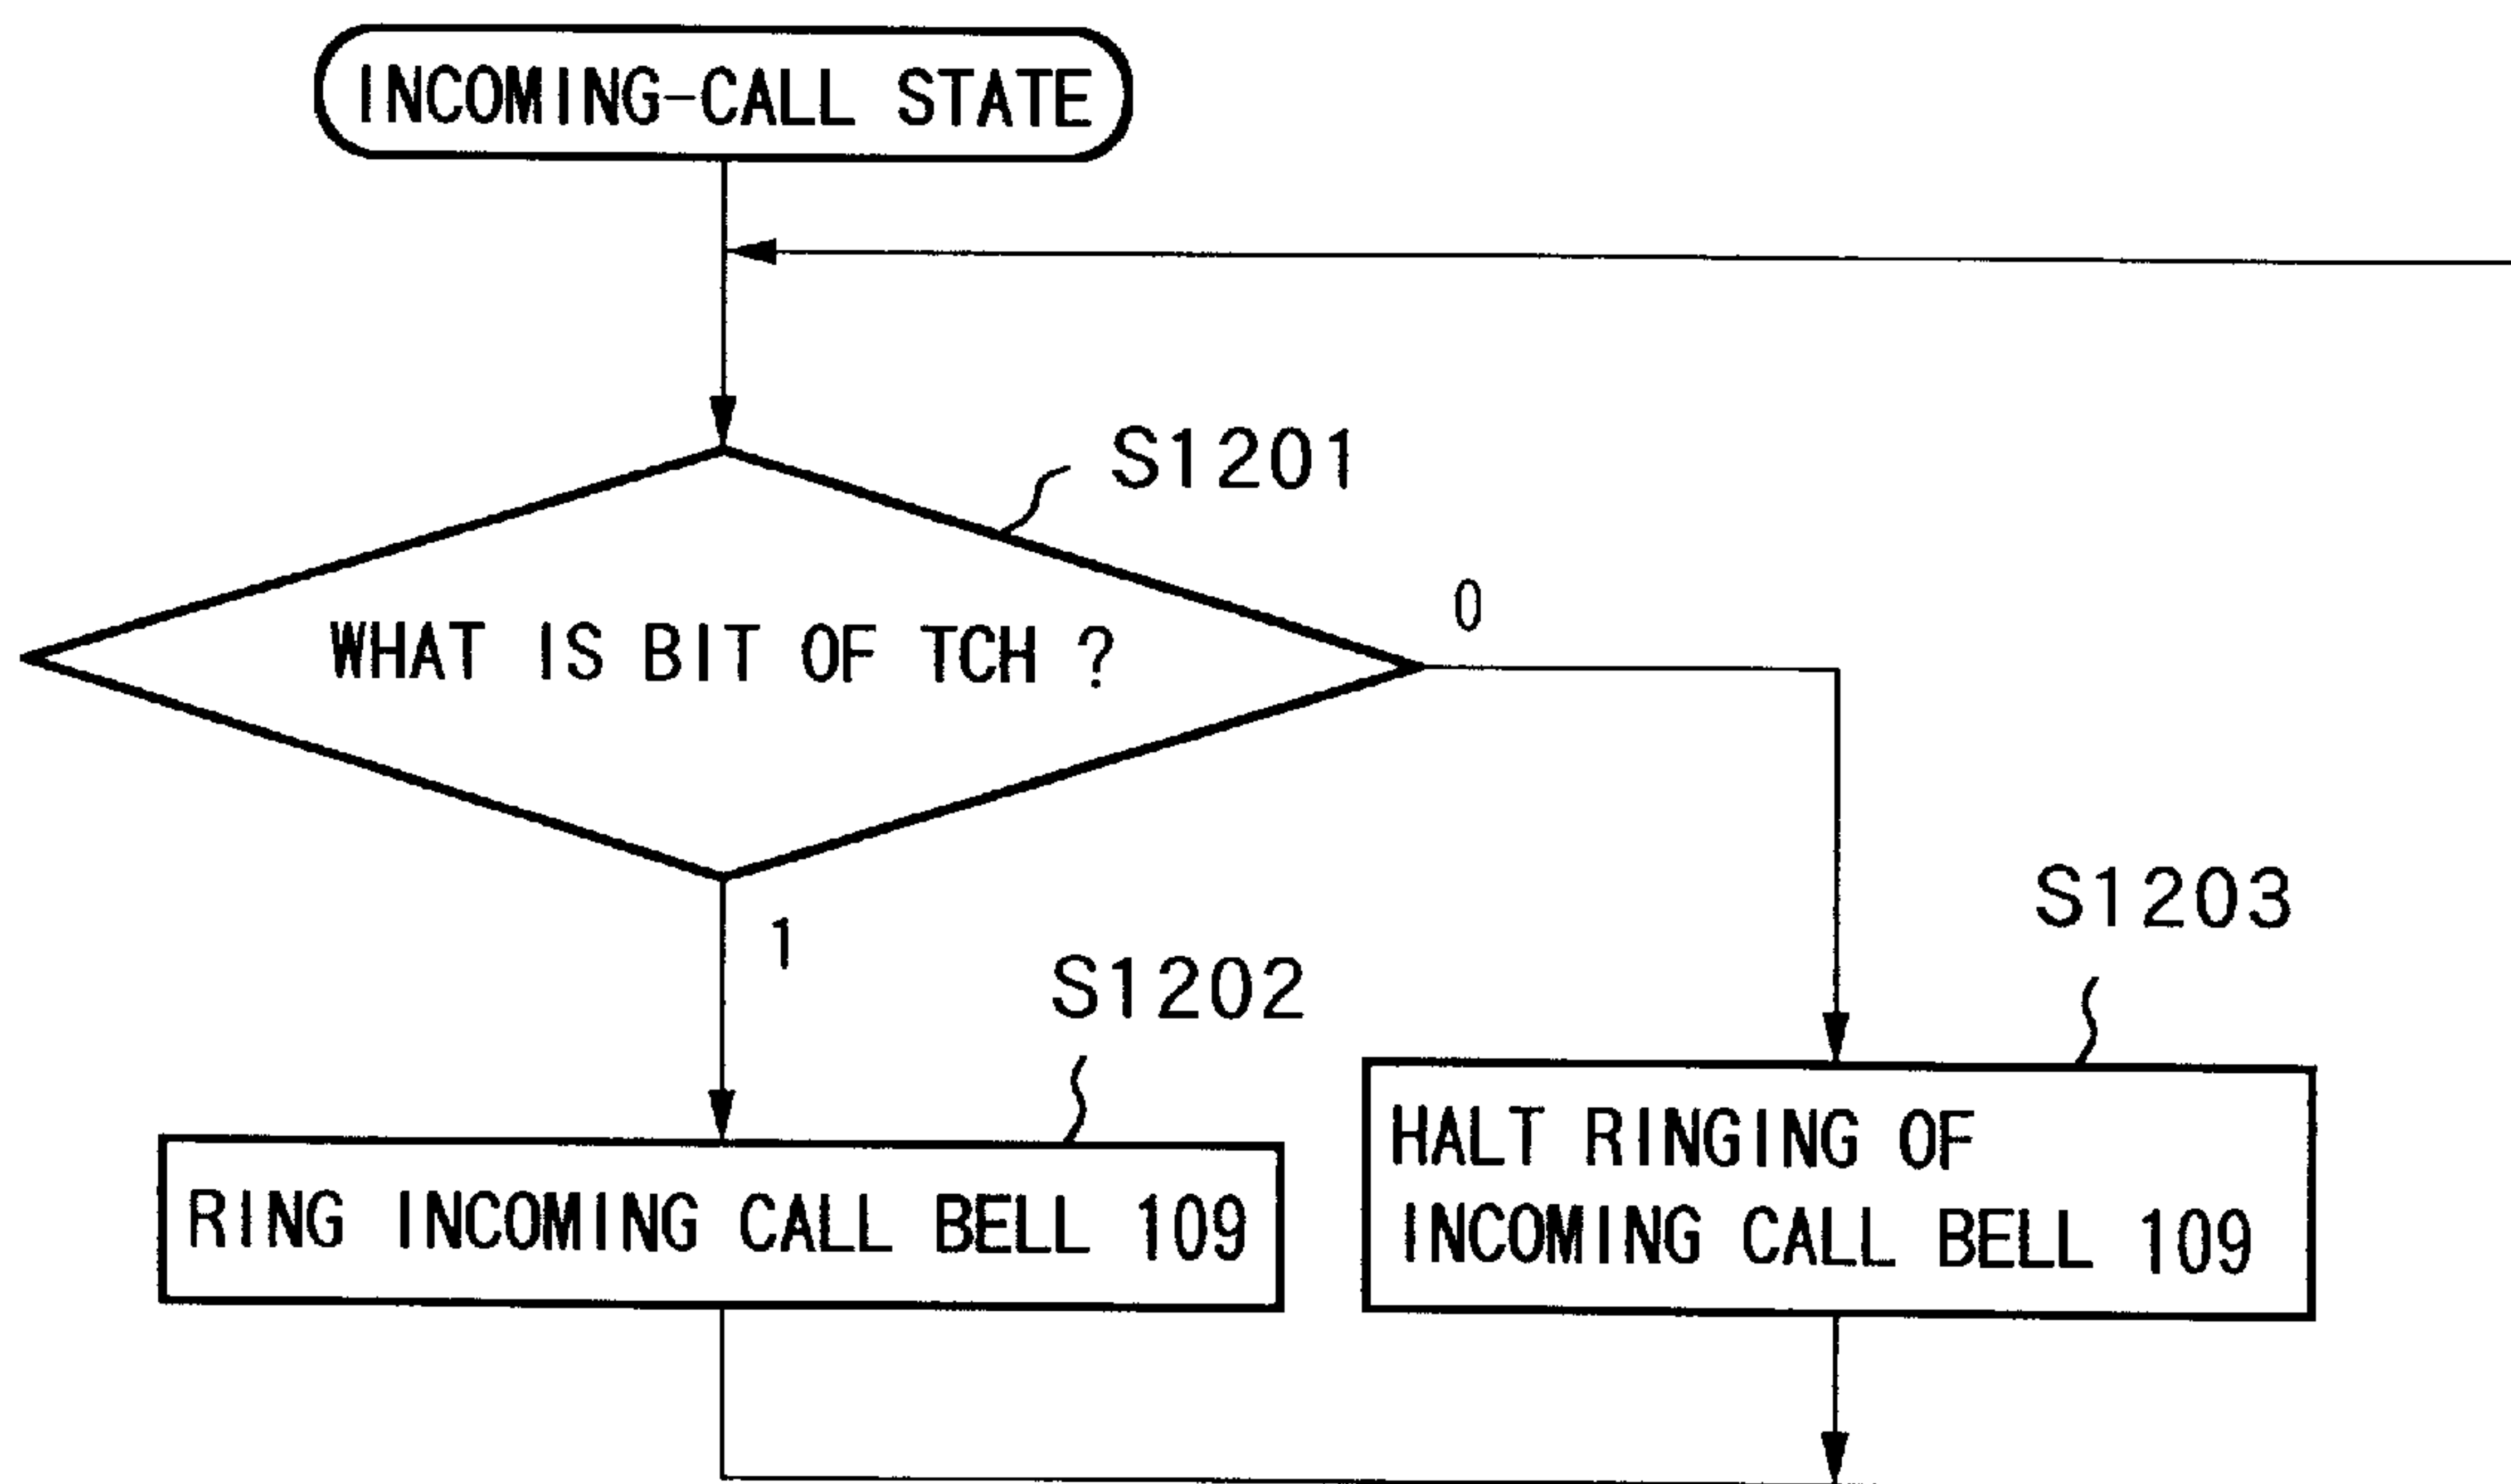 INCOMING-CALL STATE
S1201
WHAT IS BIT OF TCH ?
0
1
S1203
S1202
HALT RINGING OF
INCOMING CALL BELL 109
RING INCOMING CALL BELL 109